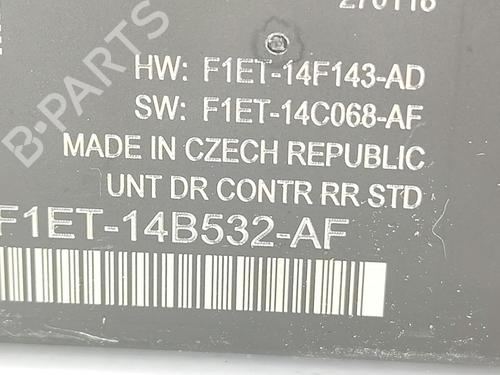 270116
HW: F1ET-14F143-AD
SW: F1ET-14C068-AF
MADE IN CZECH REPUBLIC
UNT DR CONTR RR STD
F1ET-14B532-AF
B-PARTS